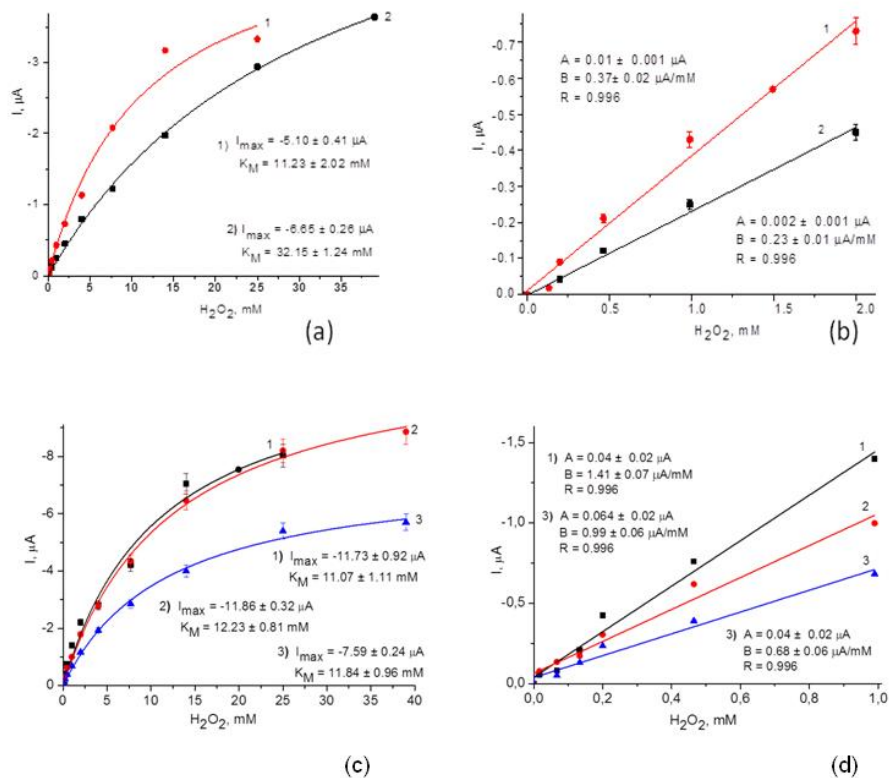 -3
-2
-1
0
I, µA
0 5 10 15 20 25 30 35
H2O2, mM
1
2
1) Imax = -5.10 ± 0.41 µA
KM = 11.23 ± 2.02 mM
2) Imax = -6.65 ± 0.26 µA
KM = 32.15 ± 1.24 mM
(a)
-0.8
-0.7
-0.6
-0.5
-0.4
-0.3
-0.2
-0.1
-0.0
I, µA
0.0 0.5 1.0 1.5 2.0
H2O2, mM
1
A = 0.01 ± 0.001 µA
B = 0.37± 0.02 µA/mM
R = 0.996
2
A = 0.002 ± 0.001 µA
B = 0.23 ± 0.01 µA/mM
R = 0.996
(b)
-8
-6
-4
-2
0
I, µA
0 5 10 15 20 25 30 35 40
H2O2, mM
1
2
3
1) Imax = -11.73 ± 0.92 µA
KM = 11.07 ± 1.11 mM
2) Imax = -11.86 ± 0.32 µA
KM = 12.23 ± 0.81 mM
3) Imax = -7.59 ± 0.24 µA
KM = 11.84 ± 0.96 mM
(c)
-1,5
-1,0
-0,5
0,0
I, µA
0,0 0,2 0,4 0,6 0,8 1,0
H2O2, mM
1
2
3
1) A = 0.04 ± 0.02 µA
B = 1.41 ± 0.07 µA/mM
R = 0.996
3) A = 0.064 ± 0.02 µA
B = 0.99 ± 0.06 µA/mM
R = 0.996
3) A = 0.04 ± 0.02 µA
B = 0.68 ± 0.06 µA/mM
R = 0.996
(d)